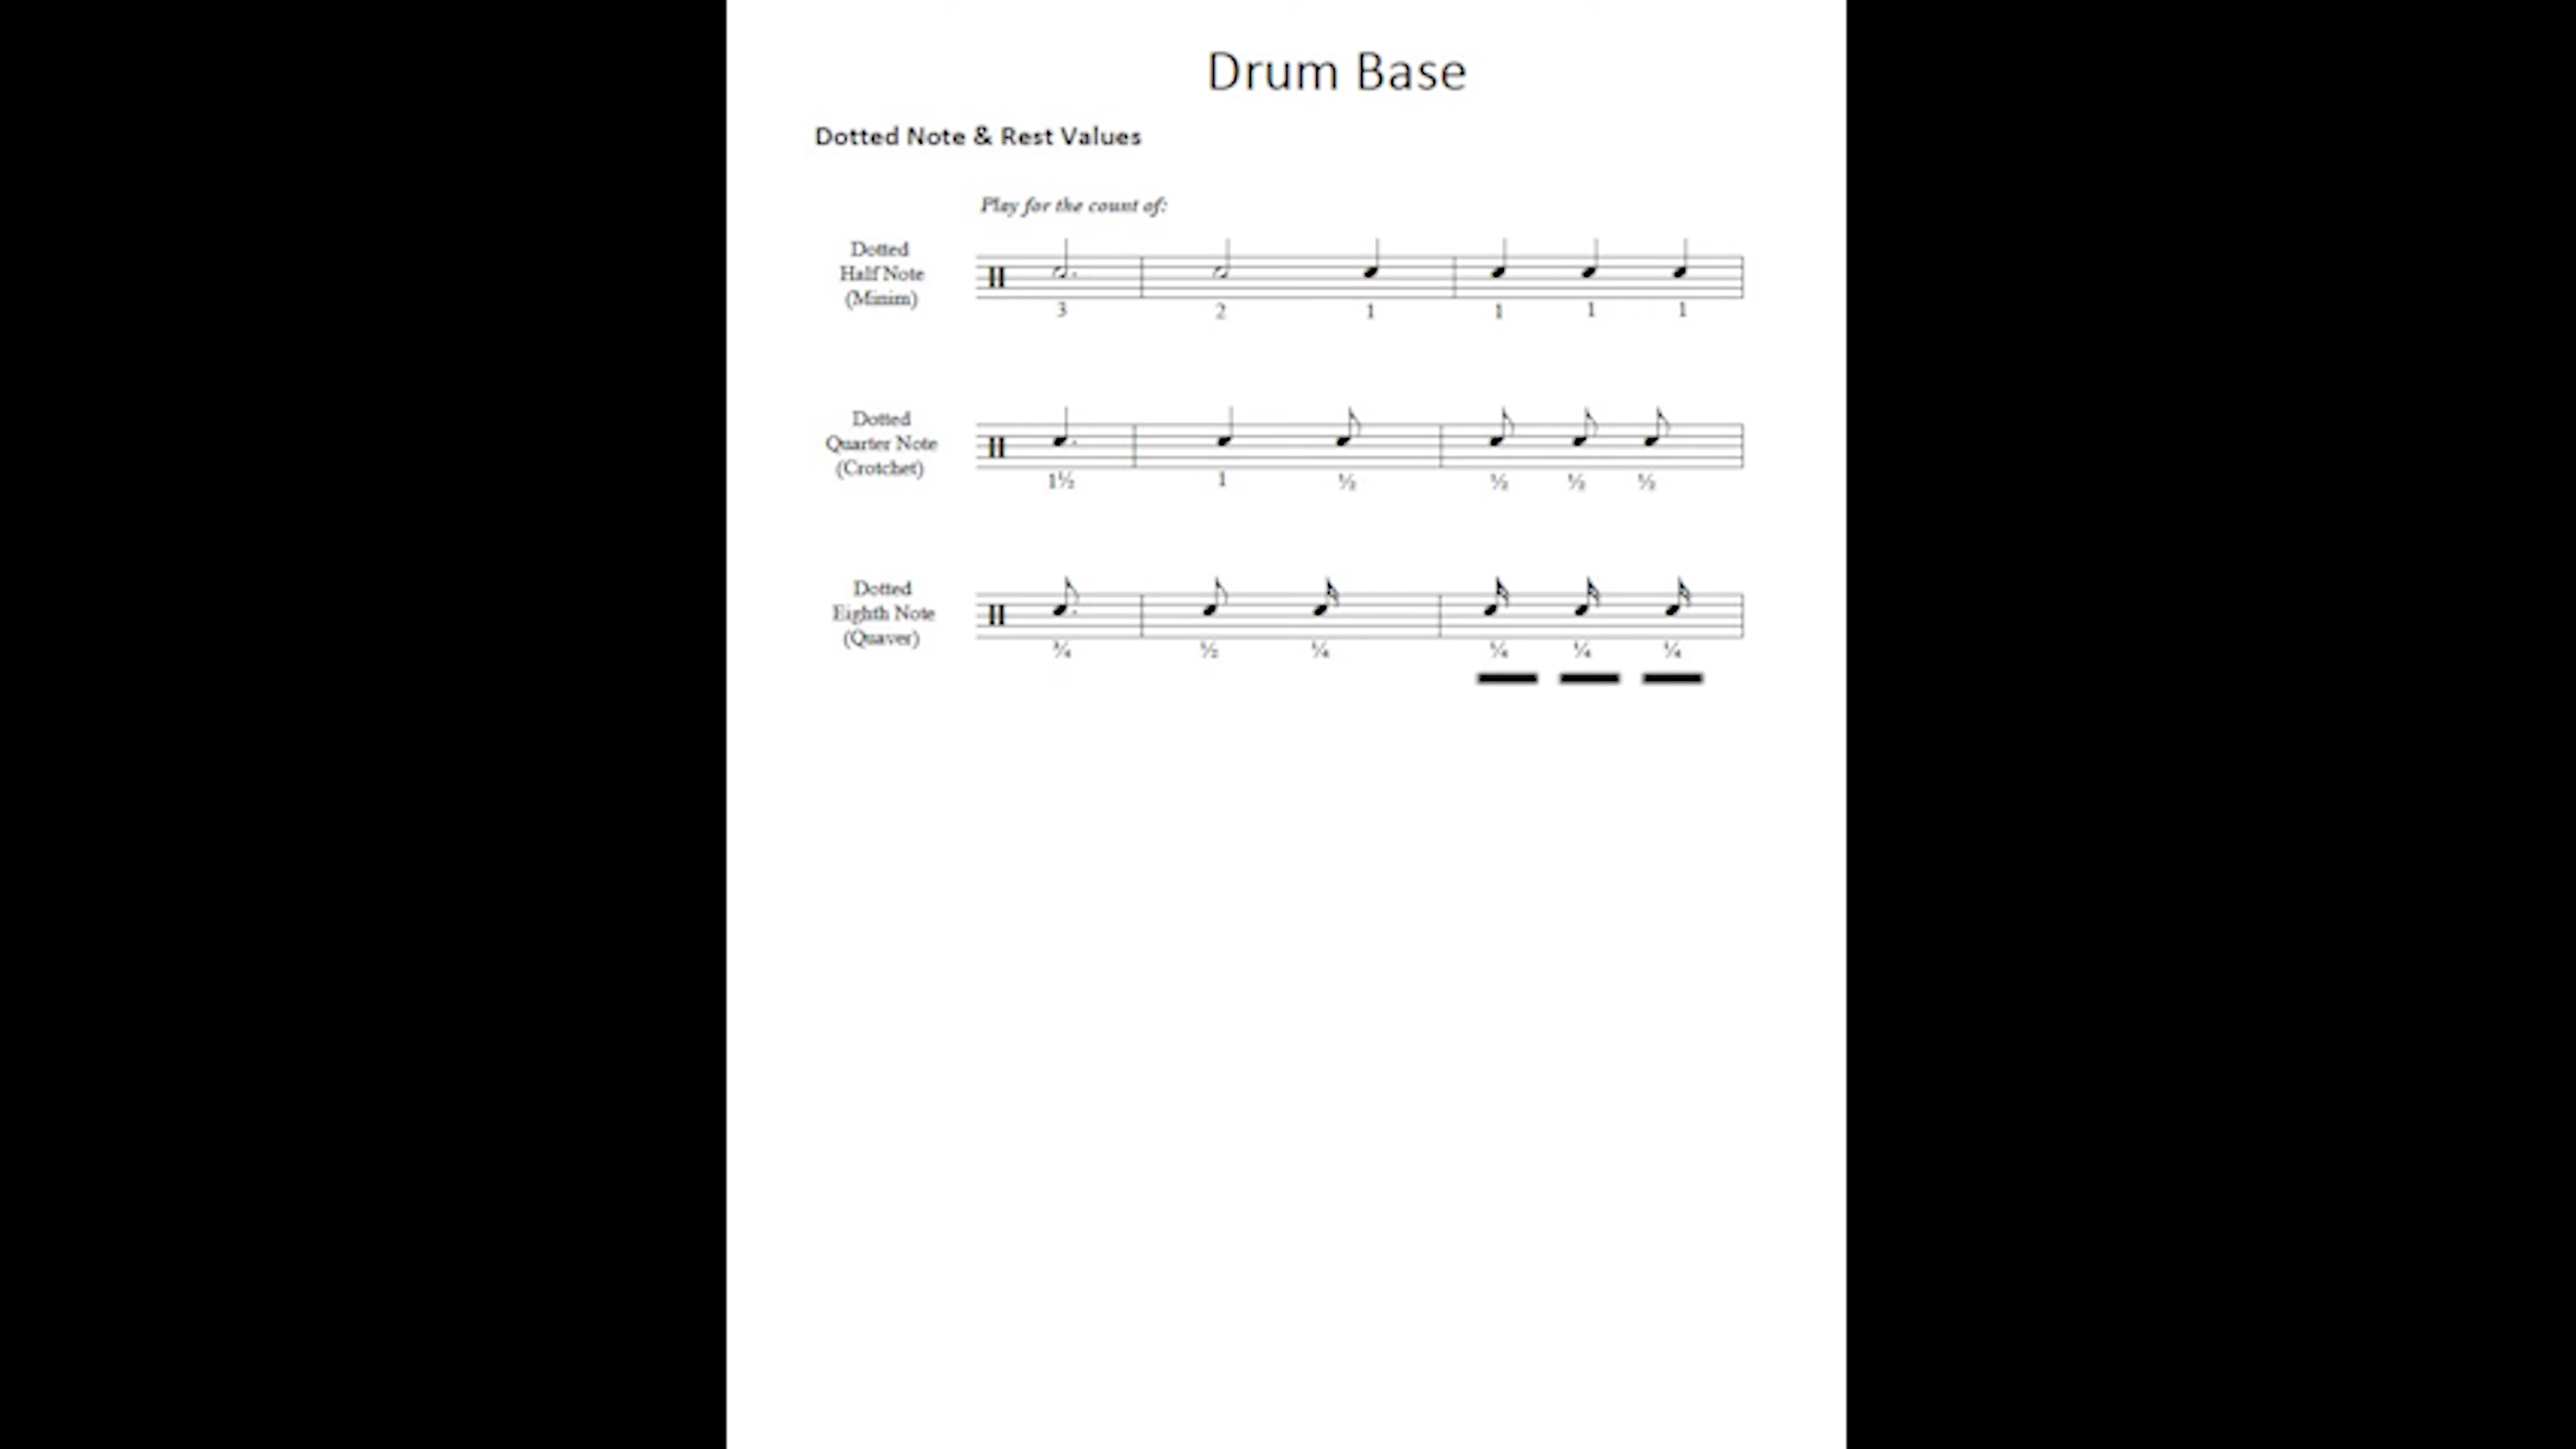 Drum Base
Dotted Note & Rest Values
Play for the count of:
Dotted
Half Note
(Minim)
3 2 1 1 1 1
Dotted
Quarter Note
(Crotchet)
1½ 1 ½ ½ ½ ½
Dotted
Eighth Note
(Quaver)
¾ ½ ¼ ¼ ¼ ¼